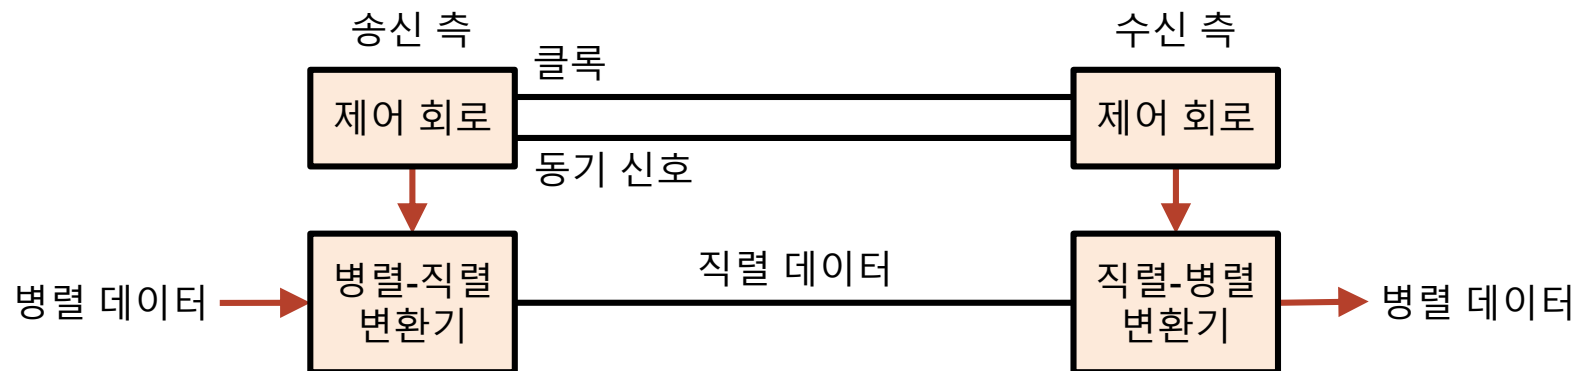 송신 측
수신 측
클록
제어 회로
제어 회로
동기 신호
병렬 데이터
병렬-직렬
변환기
직렬 데이터
직렬-병렬
변환기
병렬 데이터